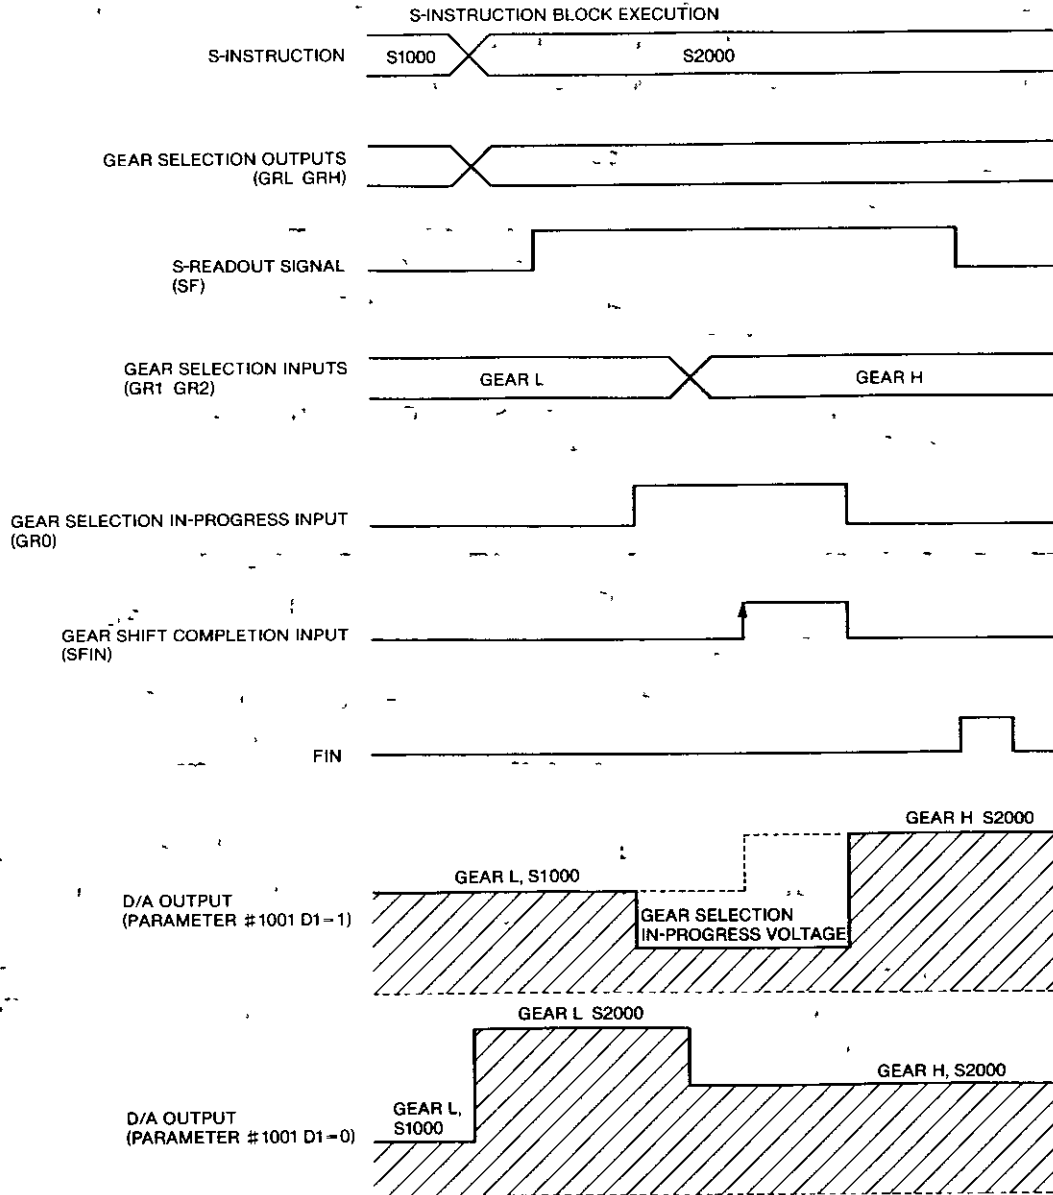 S-INSTRUCTION BLOCK EXECUTION
S-INSTRUCTION
S1000
S2000
GEAR SELECTION OUTPUTS
(GRL GRH)
S-READOUT SIGNAL
(SF)
GEAR SELECTION INPUTS
(GR1 GR2)
GEAR L
GEAR H
GEAR SELECTION IN-PROGRESS INPUT
(GR0)
GEAR SHIFT COMPLETION INPUT
(SFIN)
FIN
GEAR H S2000
GEAR L, S1000
D/A OUTPUT
(PARAMETER #1001 D1=1)
GEAR SELECTION
IN-PROGRESS VOLTAGE
GEAR L S2000
GEAR H, S2000
GEAR L,
S1000
D/A OUTPUT
(PARAMETER #1001 D1=0)